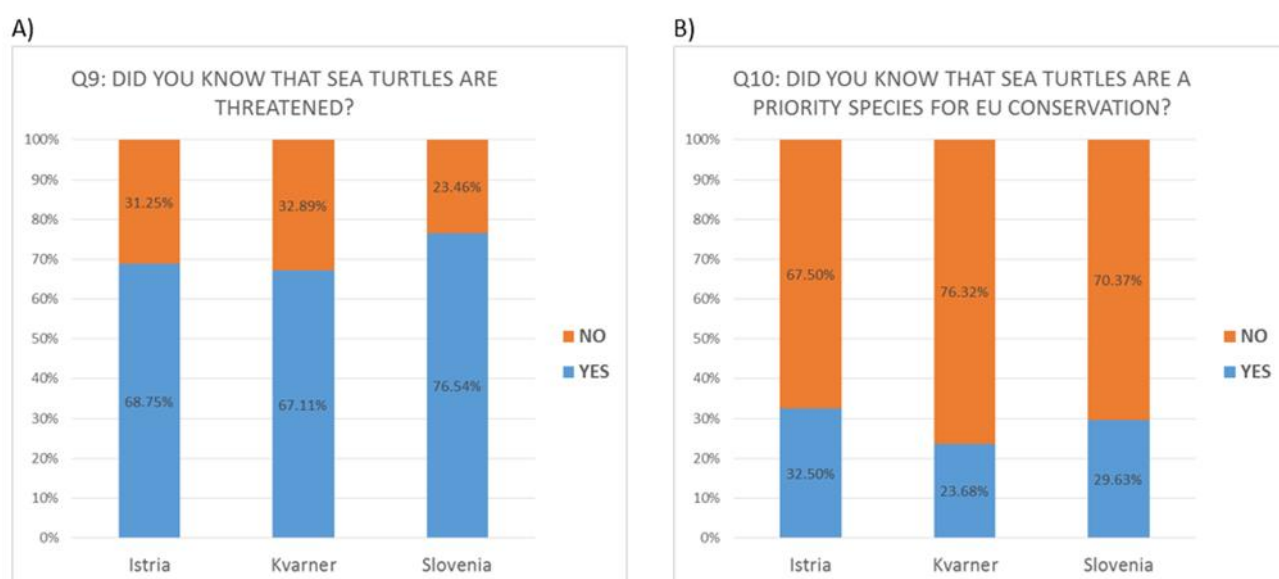 A)
Q9: DID YOU KNOW THAT SEA TURTLES ARE
THREATENED?
100%
90%
80%
70%
60%
50%
40%
30%
20%
10%
0%
31.25%
32.89%
23.46%
68.75%
67.11%
76.54%
Istria
Kvarner
Slovenia
NO
YES
B)
Q10: DID YOU KNOW THAT SEA TURTLES ARE A
PRIORITY SPECIES FOR EU CONSERVATION?
100%
90%
80%
70%
60%
50%
40%
30%
20%
10%
0%
67.50%
76.32%
70.37%
32.50%
23.68%
29.63%
Istria
Kvarner
Slovenia
NO
YES